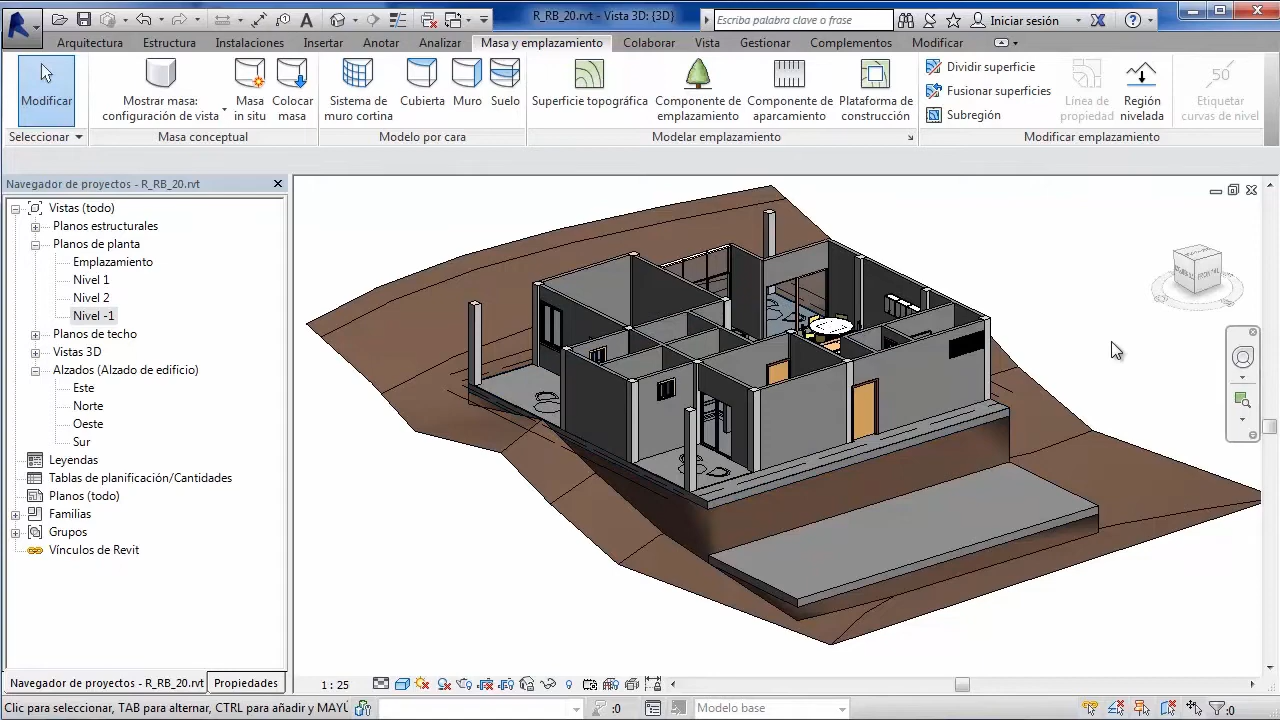 R_RB_20.rvt - Vista 3D: {3D}
Escriba palabra clave o frase
Iniciar sesión
Arquitectura Estructura Instalaciones Insertar Anotar Analizar Masa y emplazamiento Colaborar Vista Gestionar Complementos Modificar
Modificar
Mostrar masa:
configuración de vista
Masa
in situ
Colocar
masa
Sistema de
muro cortina
Cubierta
Muro
Suelo
Superficie topográfica
Componente de
emplazamiento
Componente de
aparcamiento
Plataforma de
construcción
Dividir superficie
Fusionar superficies
Subregión
Línea de
propiedad
Región
nivelada
50
Etiquetar
curvas de nivel
Seleccionar
Masa conceptual
Modelo por cara
Modelar emplazamiento
Modificar emplazamiento
Navegador de proyectos - R_RB_20.rvt
Vistas (todo)
Planos estructurales
Planos de planta
Emplazamiento
Nivel 1
Nivel 2
Nivel -1
Planos de techo
Vistas 3D
Alzados (Alzado de edificio)
Este
Norte
Oeste
Sur
Leyendas
Tablas de planificación/Cantidades
Planos (todo)
Familias
Grupos
Vínculos de Revit
Navegador de proyectos - R_RB_20.rvt
Propiedades
1 : 25
Clic para seleccionar, TAB para alternar, CTRL para añadir y MAYÚ
:0
Modelo base
:0